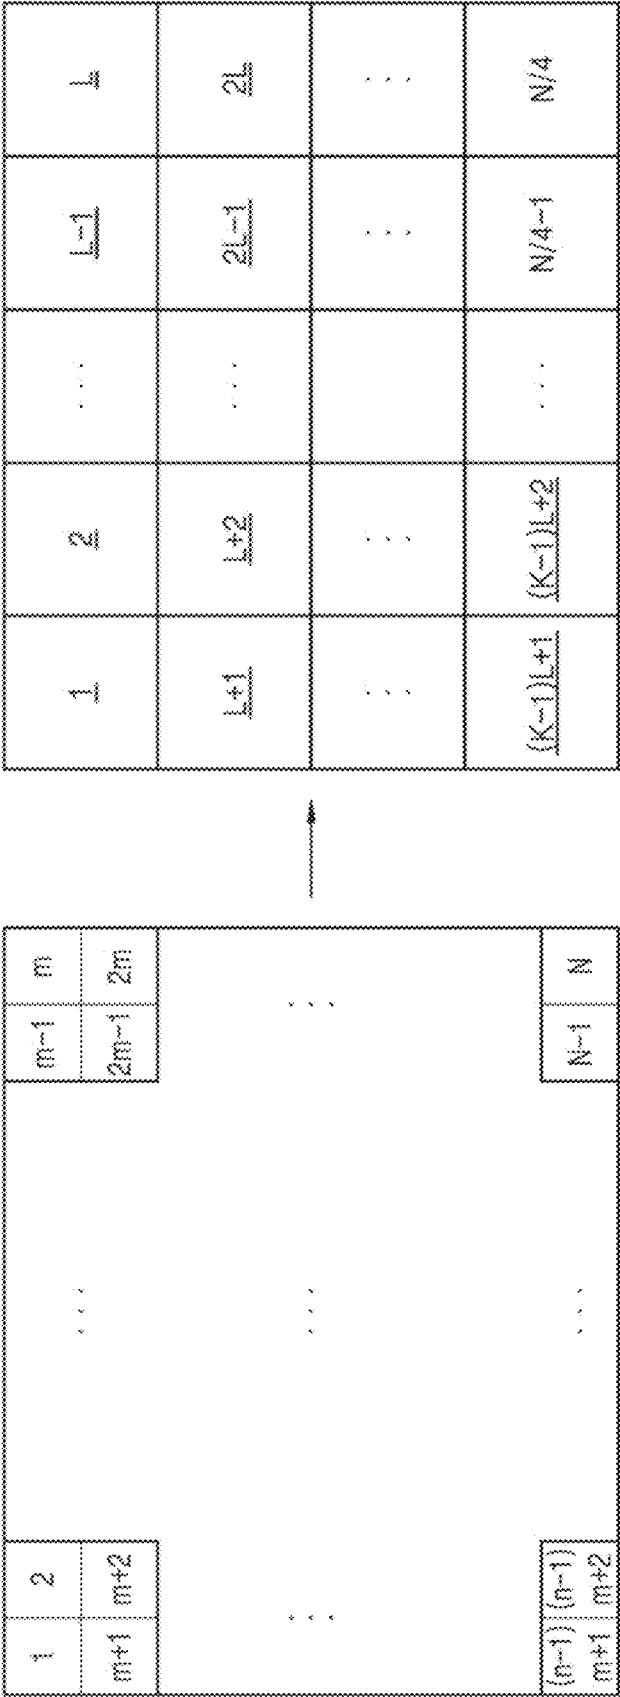 1 2 ... m-1 m
m+1 m+2 2m-1 2m
... ... ...
(n-1) (n-1) ... N-1 N
m+1 m+2
1 2 ... L-1 L
L+1 L+2 ... 2L-1 2L
... ... ... ...
(K-1)L+1 (K-1)L+2 ... N/4-1 N/4